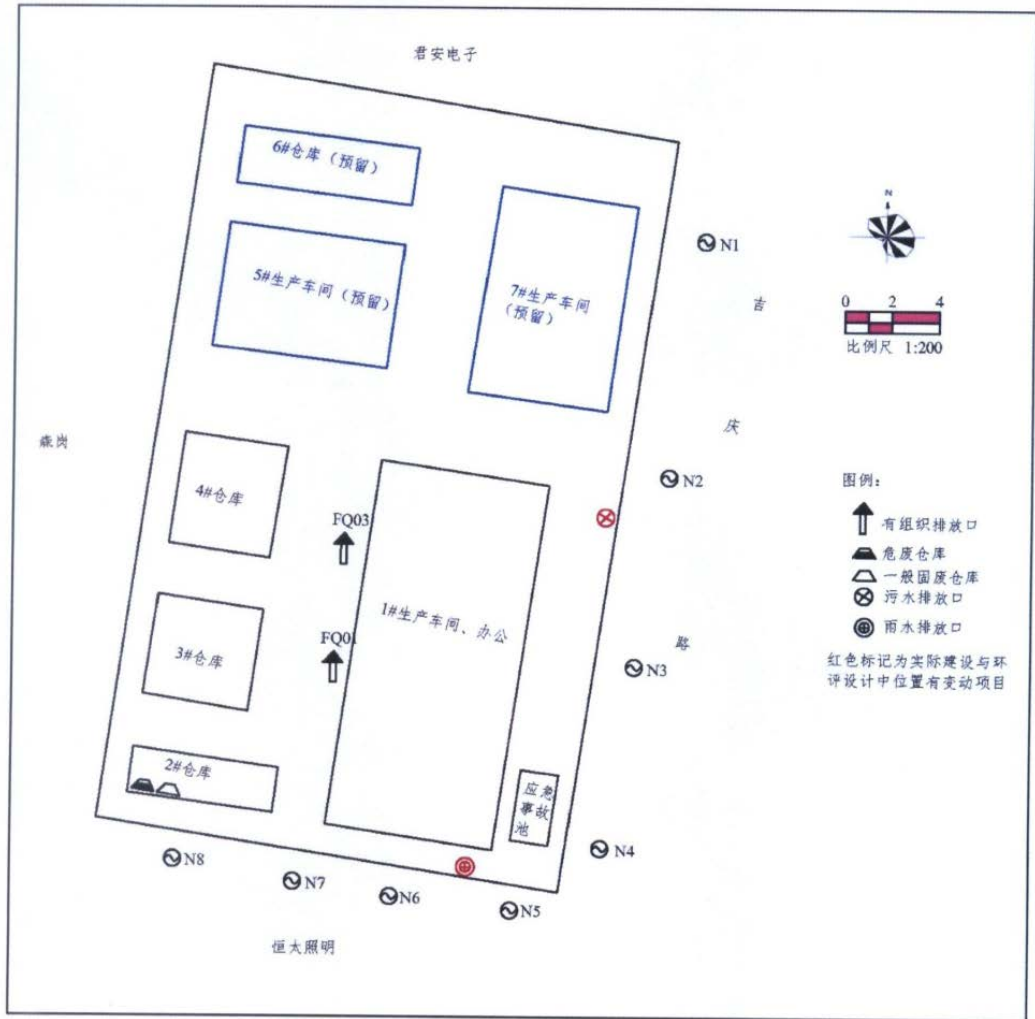 君安电子
6#仓库（预留）
5#生产车间（预留）
7#生产车间
（预留）
N
N1
吉
0 2 4
比例尺 1:200
庆
森岗
N2
4#仓库
FQ03
图例：
有组织排放口
危废仓库
一般固废仓库
污水排放口
雨水排放口
红色标记为实际建设与环
评设计中位置有变动项目
1#生产车间、办公
FQ01
路
3#仓库
N3
2#仓库
应急
事故
池
N4
N8
N7
N6
N5
恒太照明